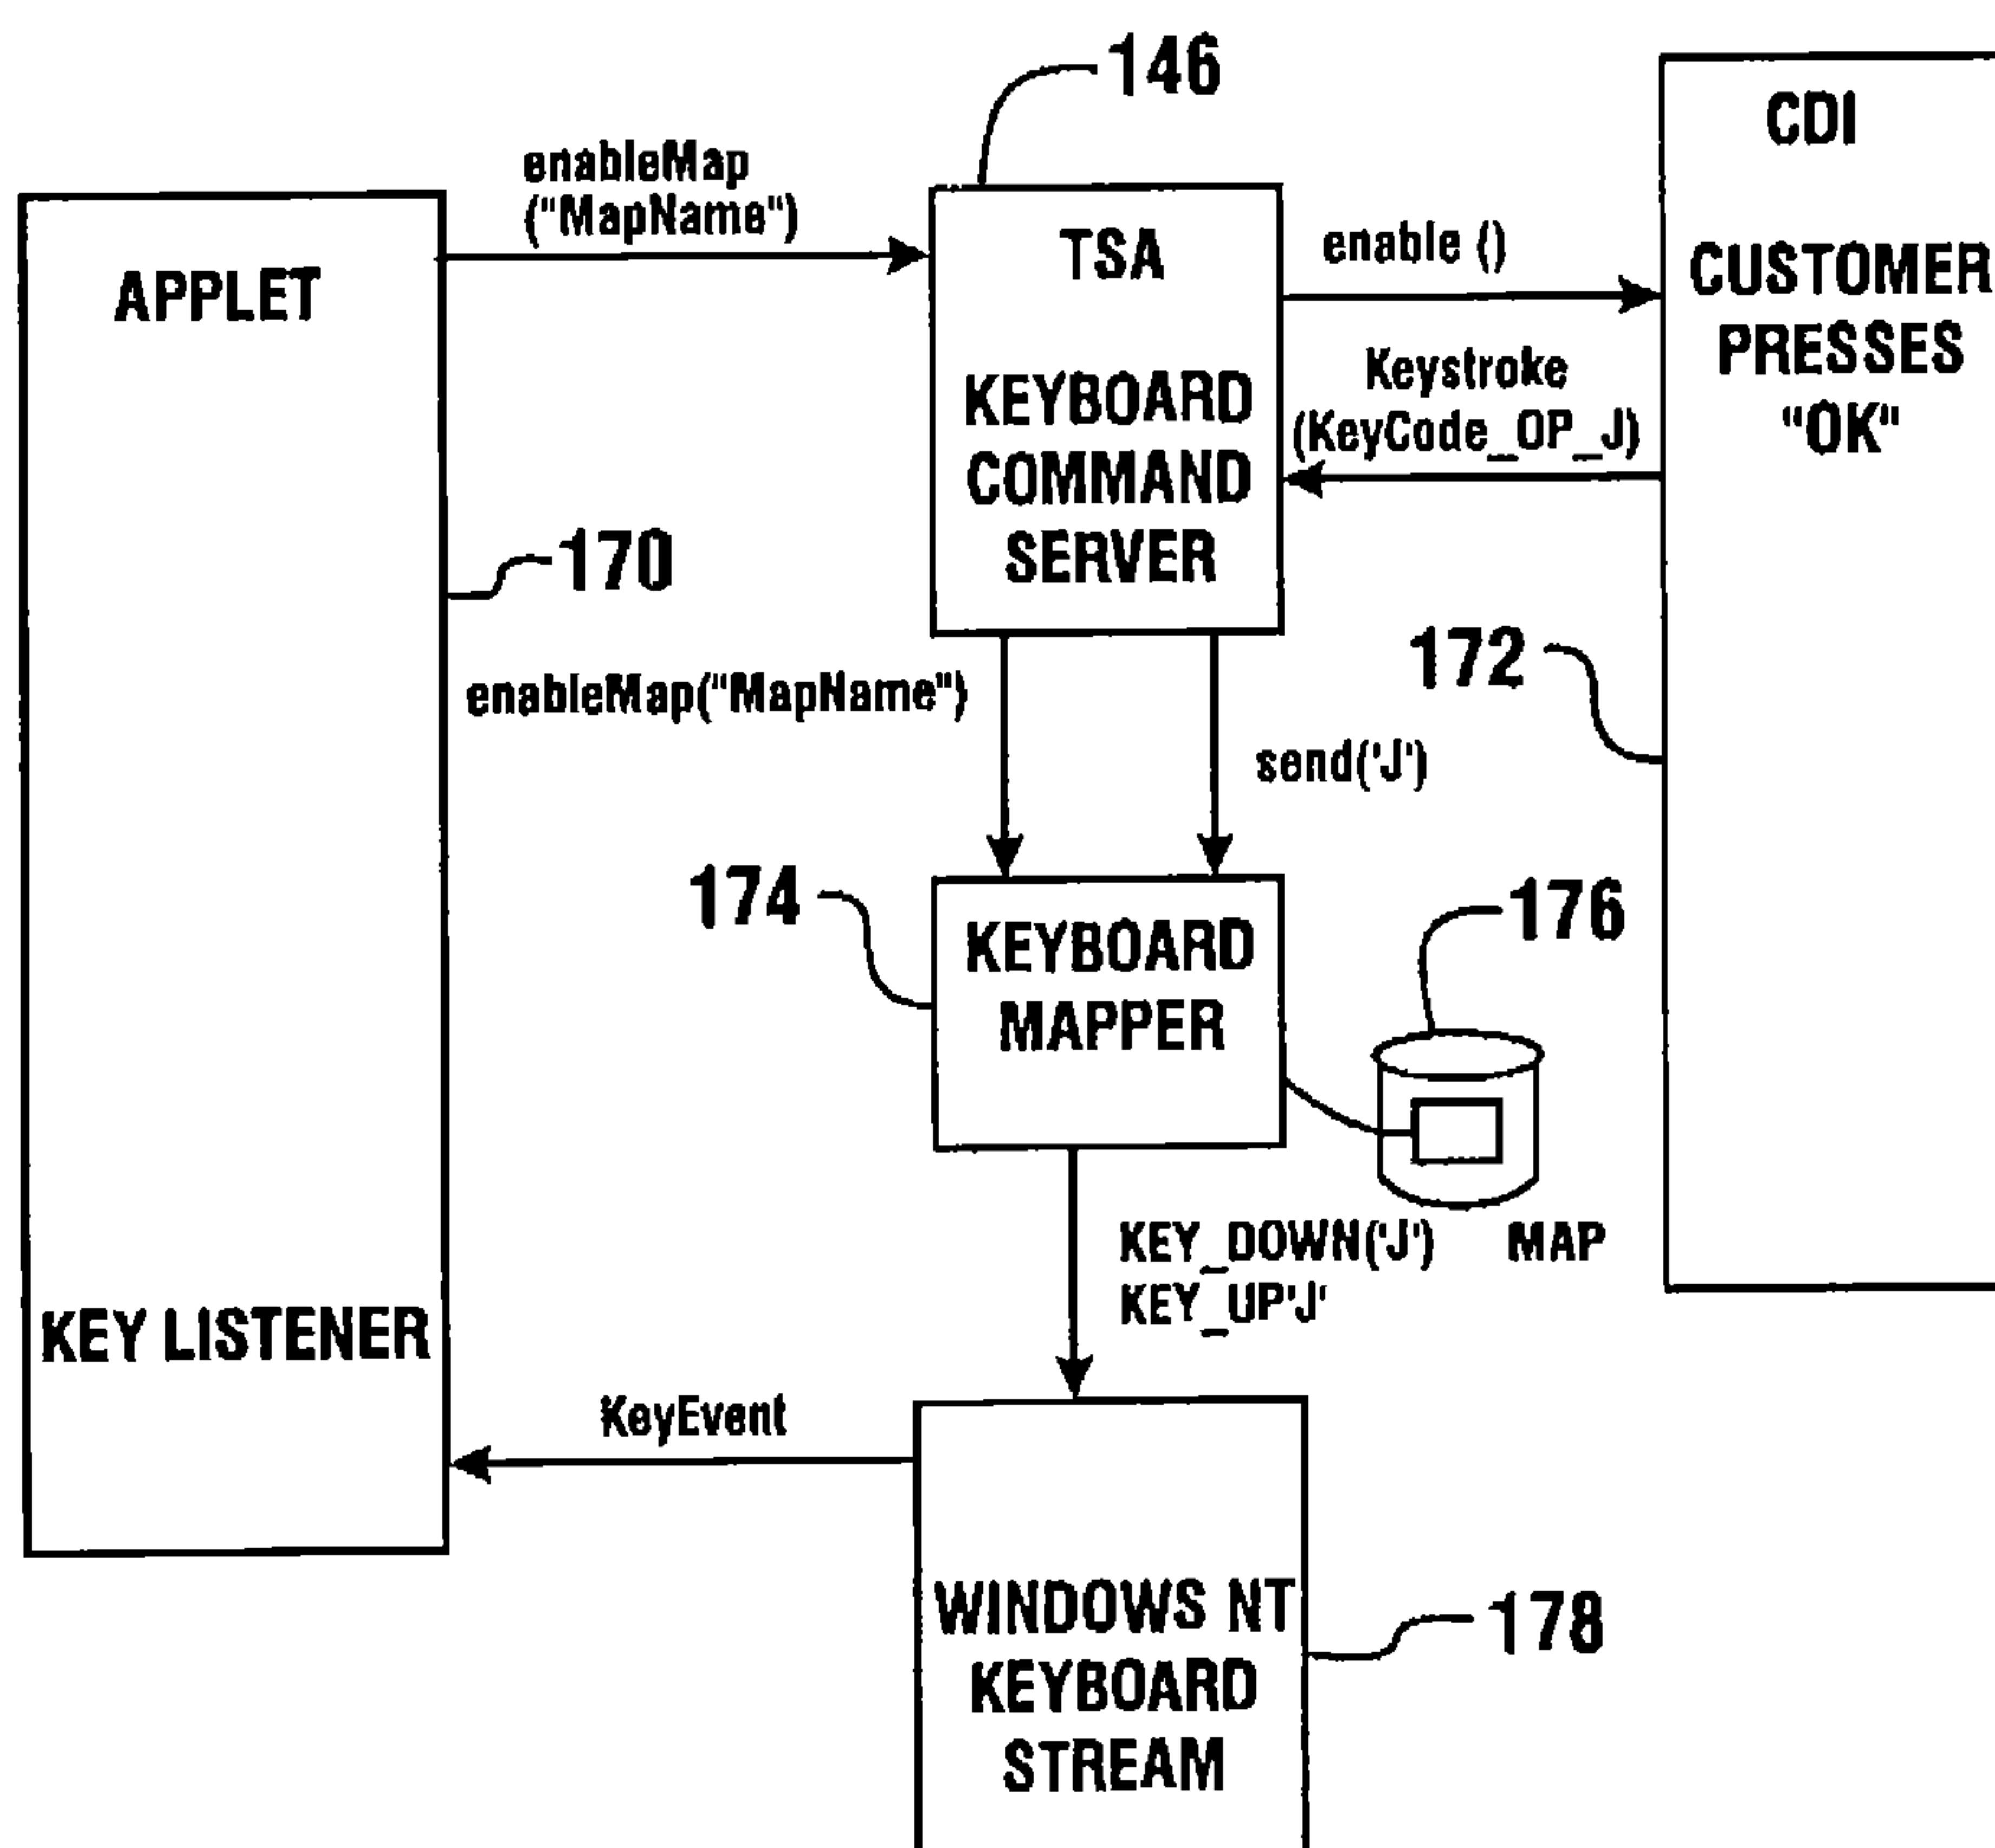 146
CDI
enableMap
("MapName")
APPLET
TSA
enable ()
CUSTOMER
PRESSES
"OK"
KEYBOARD
COMMAND
SERVER
Keystroke
(KeyCode_OP_J)
170
172
enableMap("MapName")
send('J')
174
KEYBOARD
MAPPER
176
KEY_DOWN('J')
KEY_UP'J'
MAP
KEY LISTENER
KeyEvent
WINDOWS NT
KEYBOARD
STREAM
178